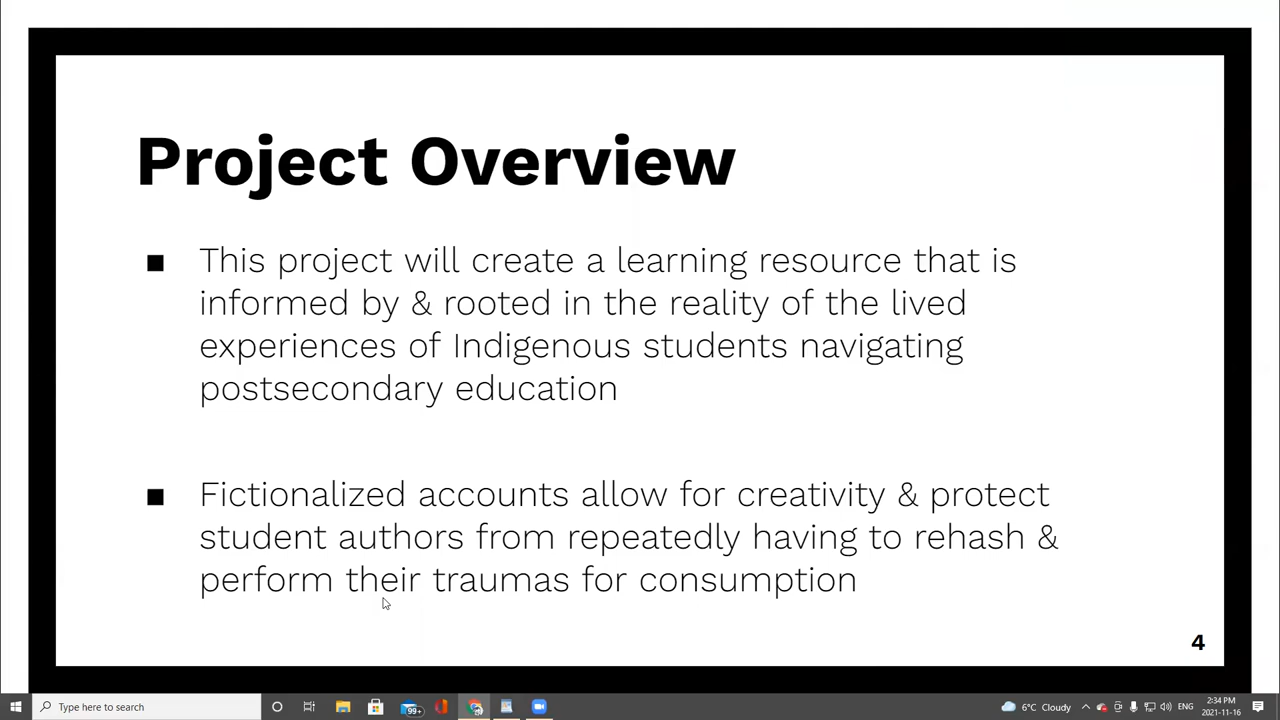 Project Overview
■ This project will create a learning resource that is
informed by & rooted in the reality of the lived
experiences of Indigenous students navigating
postsecondary education
■ Fictionalized accounts allow for creativity & protect
student authors from repeatedly having to rehash &
perform their traumas for consumption
4
Type here to search
99+
6°C Cloudy
ENG
2:34 PM
2021-11-16